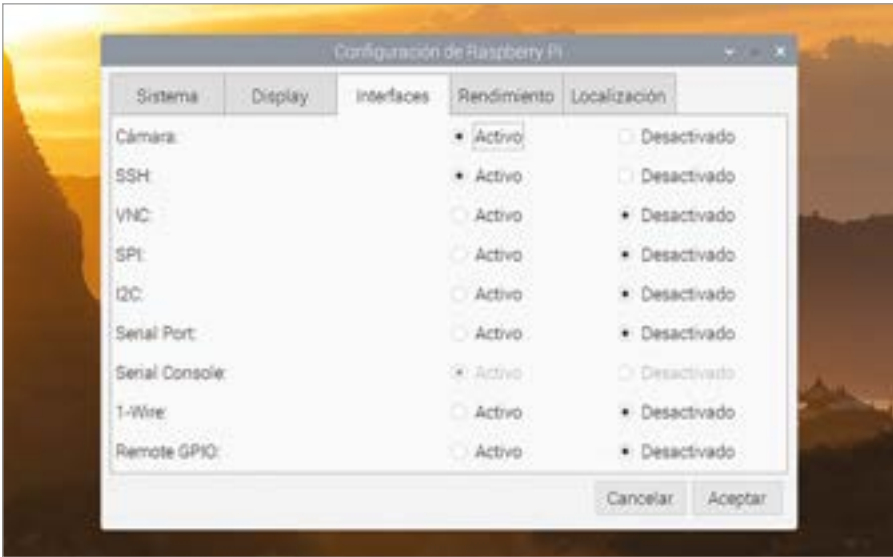 Configuración de Raspberry Pi
Sistema Display Interfaces Rendimiento Localización
Cámara: Activo Desactivado
SSH: Activo Desactivado
VNC: Activo Desactivado
SPI: Activo Desactivado
I2C: Activo Desactivado
Serial Port: Activo Desactivado
Serial Console: Activo Desactivado
1-Wire: Activo Desactivado
Remote GPIO: Activo Desactivado
Cancelar Aceptar